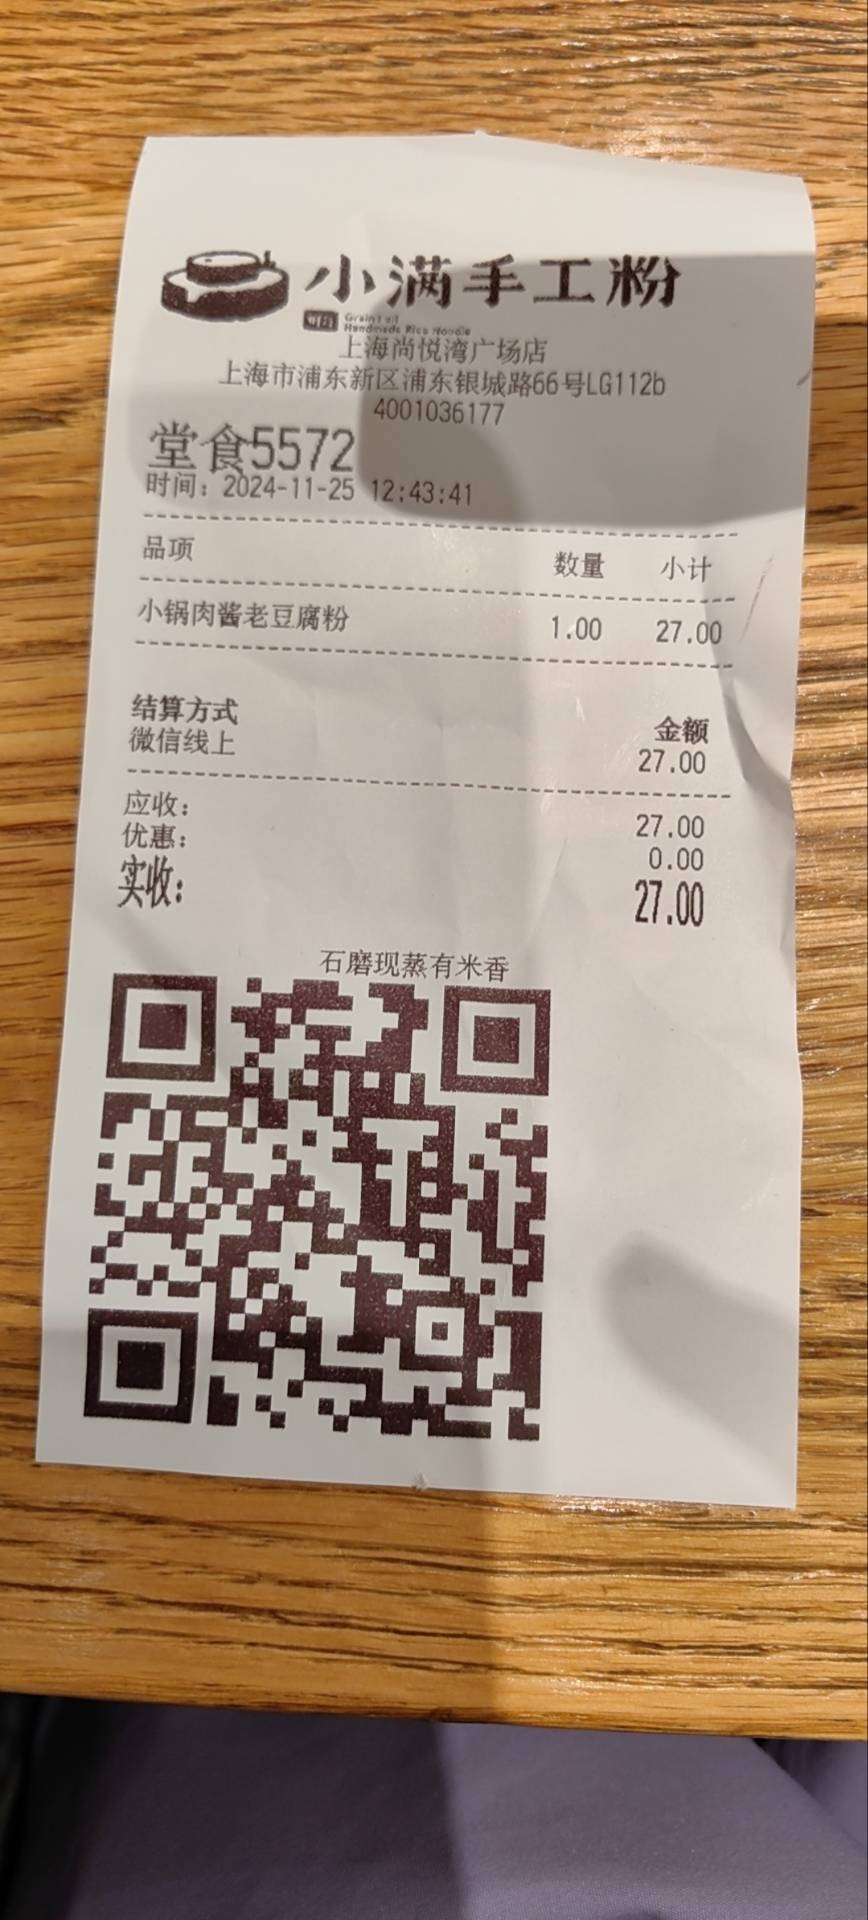 小满手工粉
Grain Full
Handmade Rice Noodle
上海尚悦湾广场店
上海市浦东新区浦东银城路66号LG112b
4001036177
堂食5572
时间：2024-11-25 12:43:41
品项 数量 小计
小锅肉酱老豆腐粉 1.00 27.00
结算方式 金额
微信线上 27.00
应收： 27.00
优惠： 0.00
实收： 27.00
石磨现蒸有米香